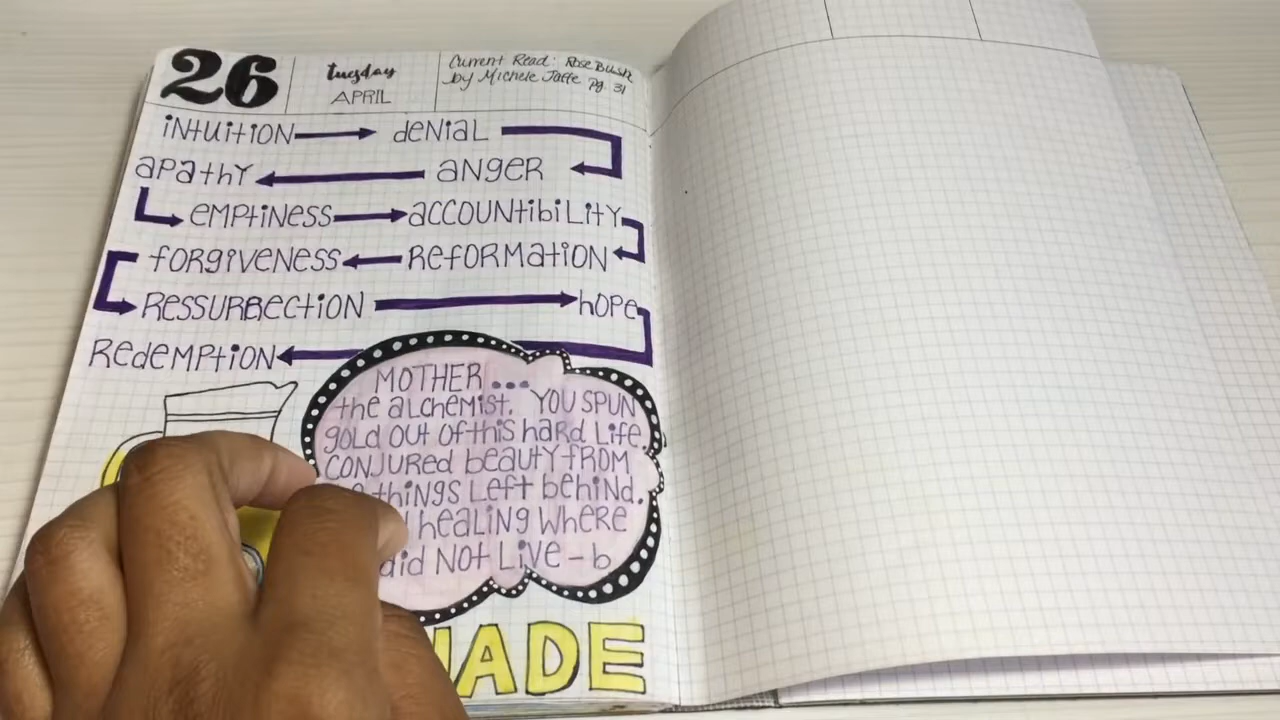 26
tuesday
APRIL
Current Read: Rose Bush
by Michele Jaffe pg. 31
iNtUitiON deNiaL
aPathY aNGER
EMPtiNESS aCCOUNtibiLitY
fORgiVENESS REfORMatiON
RESSURRECtiON hOPE
RedeMPtiON
MOTHER...
the aLCheMist. YOU SPUN
gOLd OUt Of this haRd Life,
CONJURed beaUtY fROM
thiNgS Left behiNd.
heaLiNg WheRe
did NOt LiVe - b
ADE